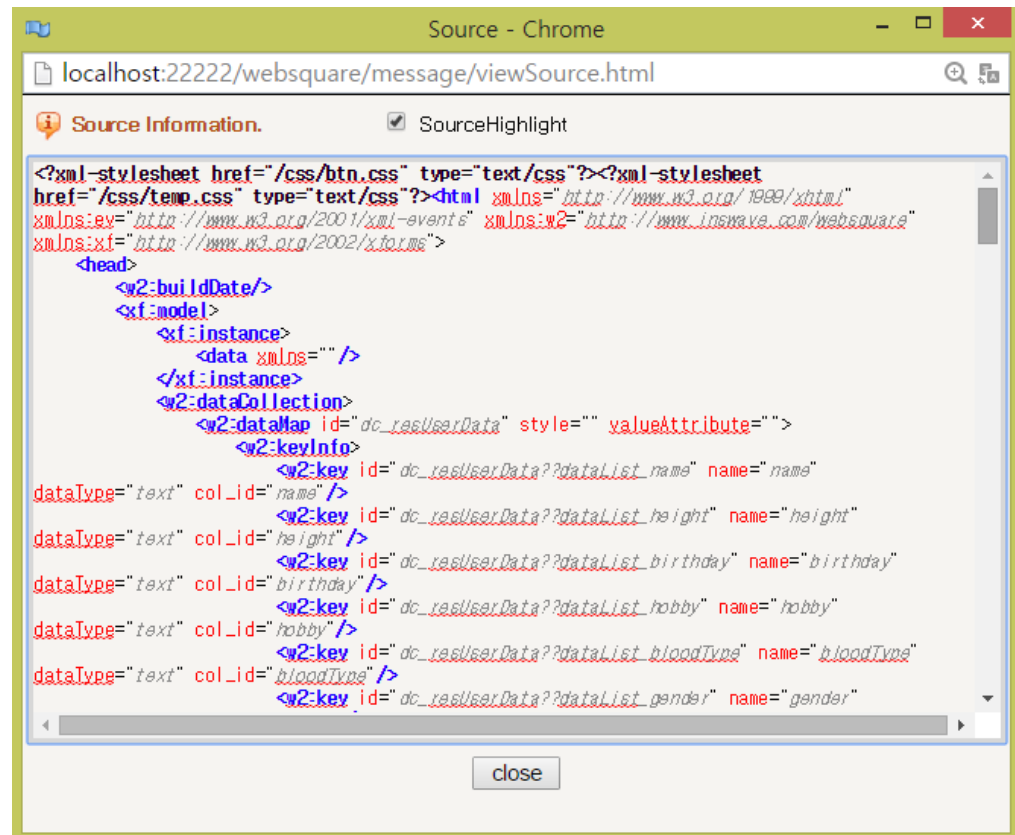 Source - Chrome
localhost:22222/websquare/message/viewSource.html
Source Information.
SourceHighlight
<?xml-stylesheet href="/css/btn.css" type="text/css"?><?xml-stylesheet
href="/css/temp.css" type="text/css"?><html xmlns="http://www.w3.org/1999/xhtml"
xmlns:ev="http://www.w3.org/2001/xml-events" xmlns:w2="http://www.inswave.com/websquare"
xmlns:xf="http://www.w3.org/2002/xforms">
<head>
<w2:buildDate/>
<xf:model>
<xf:instance>
<data xmlns=""/>
</xf:instance>
<w2:dataCollection>
<w2:dataMap id="dc_resUserData" style="" valueAttribute="">
<w2:keyInfo>
<w2:key id="dc_resUserData??dataList_name" name="name"
dataType="text" col_id="name"/>
<w2:key id="dc_resUserData??dataList_height" name="height"
dataType="text" col_id="height"/>
<w2:key id="dc_resUserData??dataList_birthday" name="birthday"
dataType="text" col_id="birthday"/>
<w2:key id="dc_resUserData??dataList_hobby" name="hobby"
dataType="text" col_id="hobby"/>
<w2:key id="dc_resUserData??dataList_bloodType" name="bloodType"
dataType="text" col_id="bloodType"/>
<w2:key id="dc_resUserData??dataList_gender" name="gender"
close